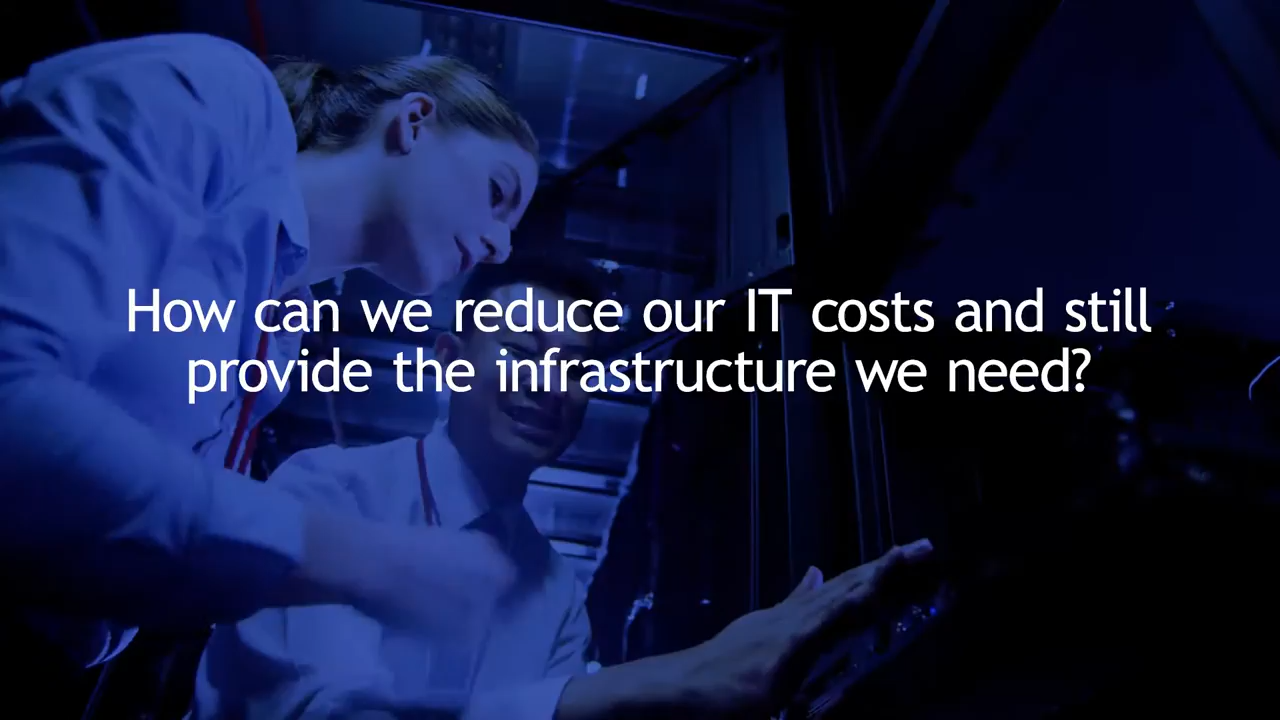 How can we reduce our IT costs and still
provide the infrastructure we need?